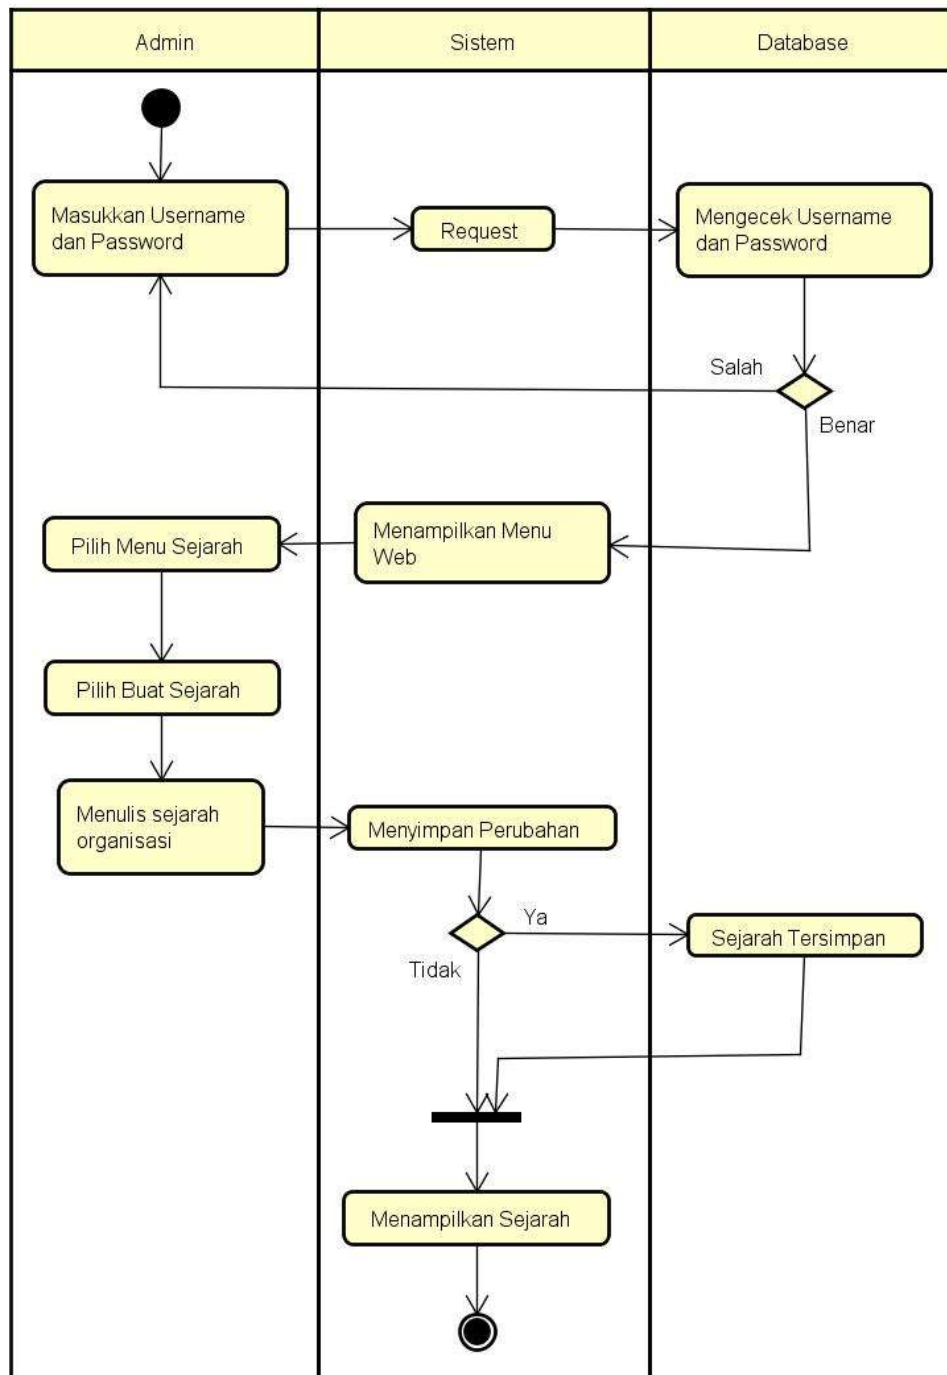 Admin
Sistem
Database
Masukkan Username
dan Password
Request
Mengecek Username
dan Password
Salah
Benar
Menampilkan Menu
Web
Pilih Menu Sejarah
Pilih Buat Sejarah
Menulis sejarah
organisasi
Menyimpan Perubahan
Ya
Sejarah Tersimpan
Tidak
Menampilkan Sejarah